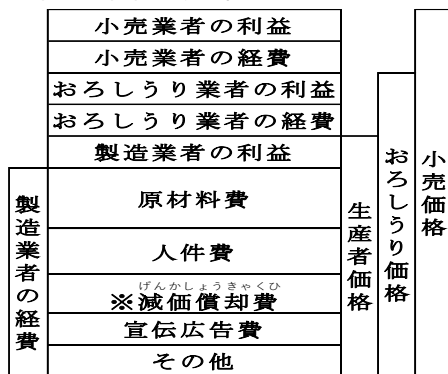 小売業者の利益
小売業者の経費
おろしうり業者の利益
おろしうり業者の経費
製造業者の利益
原材料費
人件費
げんかしょうきゃくひ
※減価償却費
宣伝広告費
その他
製造業者の経費
生産者価格
おろしうり価格
小売価格